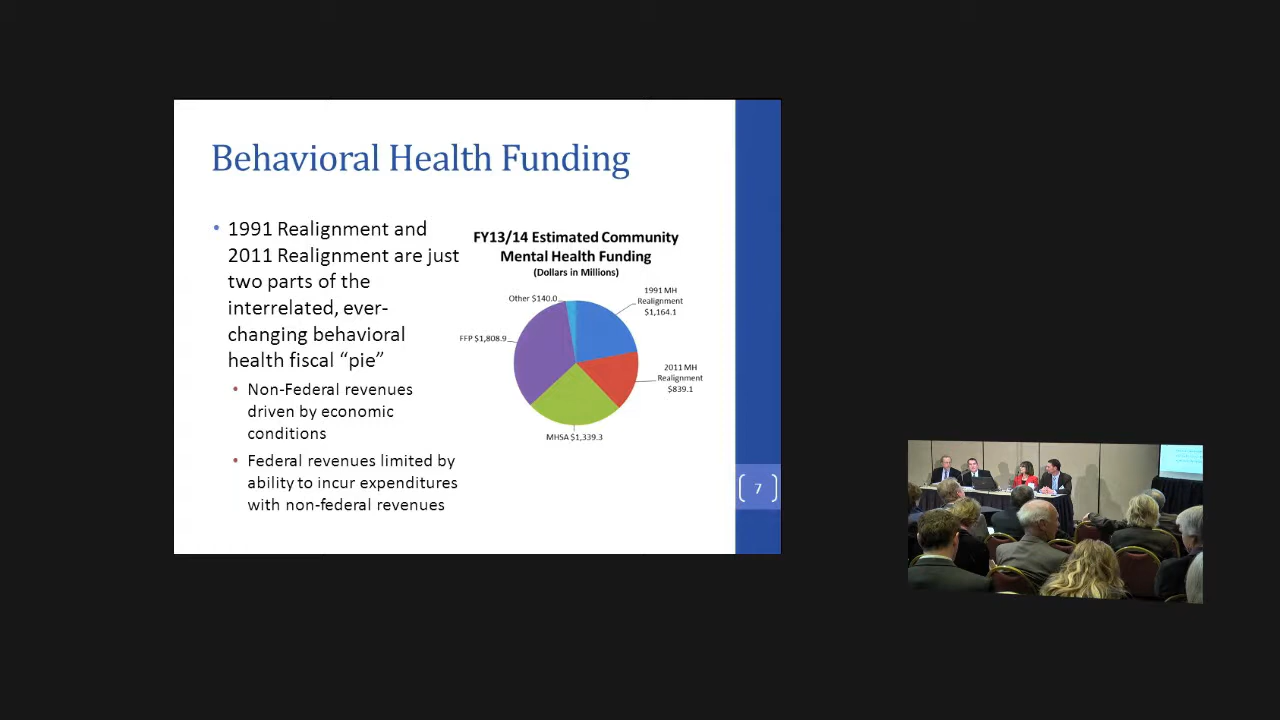 Behavioral Health Funding
• 1991 Realignment and
2011 Realignment are just
two parts of the
interrelated, ever-
changing behavioral
health fiscal “pie”
• Non-Federal revenues
driven by economic
conditions
• Federal revenues limited by
ability to incur expenditures
with non-federal revenues
FY13/14 Estimated Community
Mental Health Funding
(Dollars in Millions)
1991 MH
Realignment
$1,164.1
Other $140.0
FFP $1,808.9
2011 MH
Realignment
$839.1
MHSA $1,339.3
7